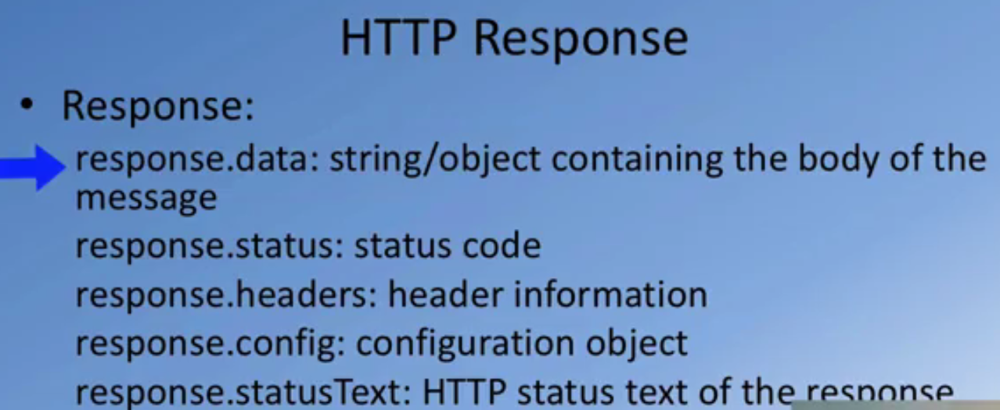 HTTP Response
• Response:
response.data: string/object containing the body of the
message
response.status: status code
response.headers: header information
response.config: configuration object
response.statusText: HTTP status text of the response